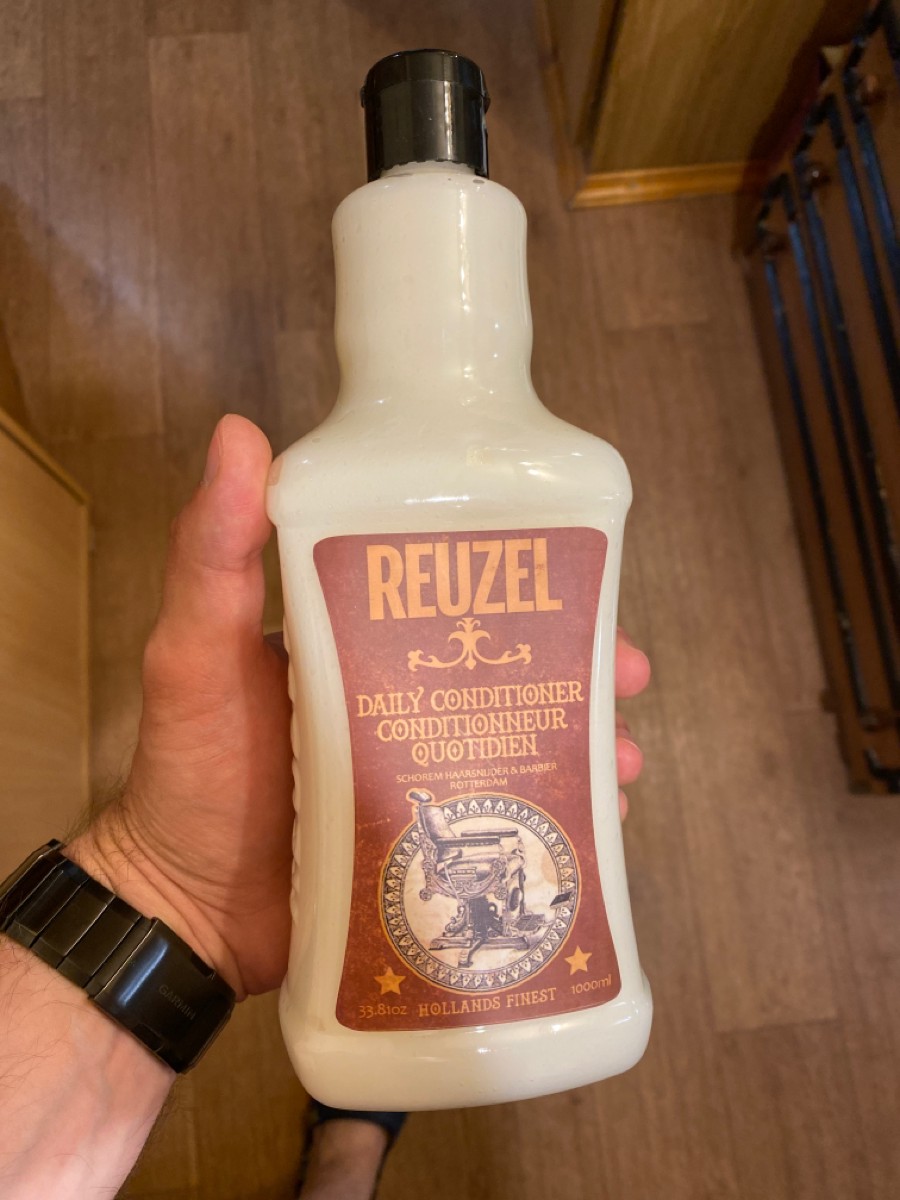 REUZEL
DAILY CONDITIONER
CONDITIONNEUR
QUOTIDIEN
SCHOREM HAARSNIJDER & BARBIER
ROTTERDAM
33.81oz HOLLANDS FINEST 1000ml
GARMIN